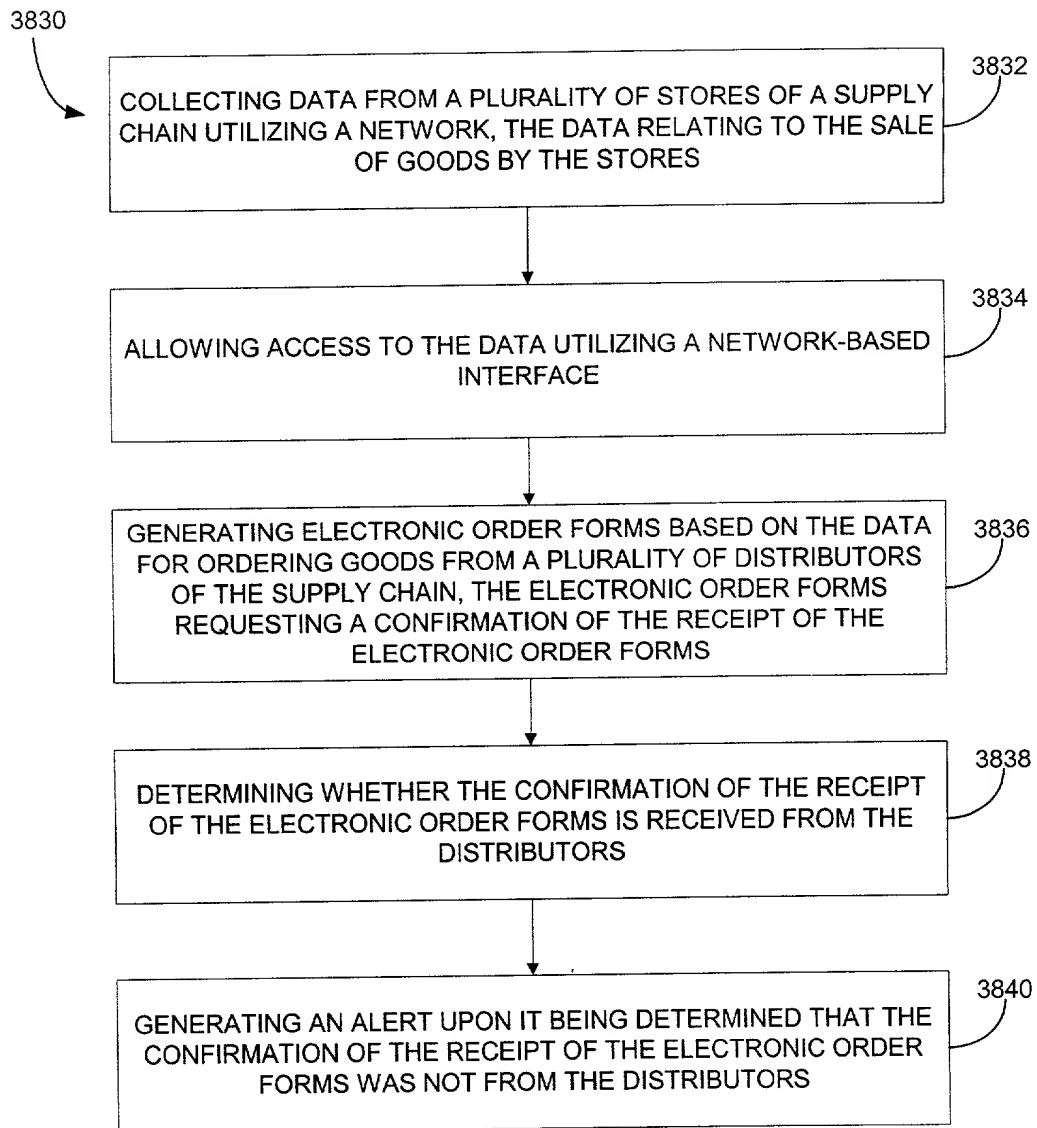 3830
3832
COLLECTING DATA FROM A PLURALITY OF STORES OF A SUPPLY
CHAIN UTILIZING A NETWORK, THE DATA RELATING TO THE SALE
OF GOODS BY THE STORES
3834
ALLOWING ACCESS TO THE DATA UTILIZING A NETWORK-BASED
INTERFACE
3836
GENERATING ELECTRONIC ORDER FORMS BASED ON THE DATA
FOR ORDERING GOODS FROM A PLURALITY OF DISTRIBUTORS
OF THE SUPPLY CHAIN, THE ELECTRONIC ORDER FORMS
REQUESTING A CONFIRMATION OF THE RECEIPT OF THE
ELECTRONIC ORDER FORMS
3838
DETERMINING WHETHER THE CONFIRMATION OF THE RECEIPT
OF THE ELECTRONIC ORDER FORMS IS RECEIVED FROM THE
DISTRIBUTORS
3840
GENERATING AN ALERT UPON IT BEING DETERMINED THAT THE
CONFIRMATION OF THE RECEIPT OF THE ELECTRONIC ORDER
FORMS WAS NOT FROM THE DISTRIBUTORS